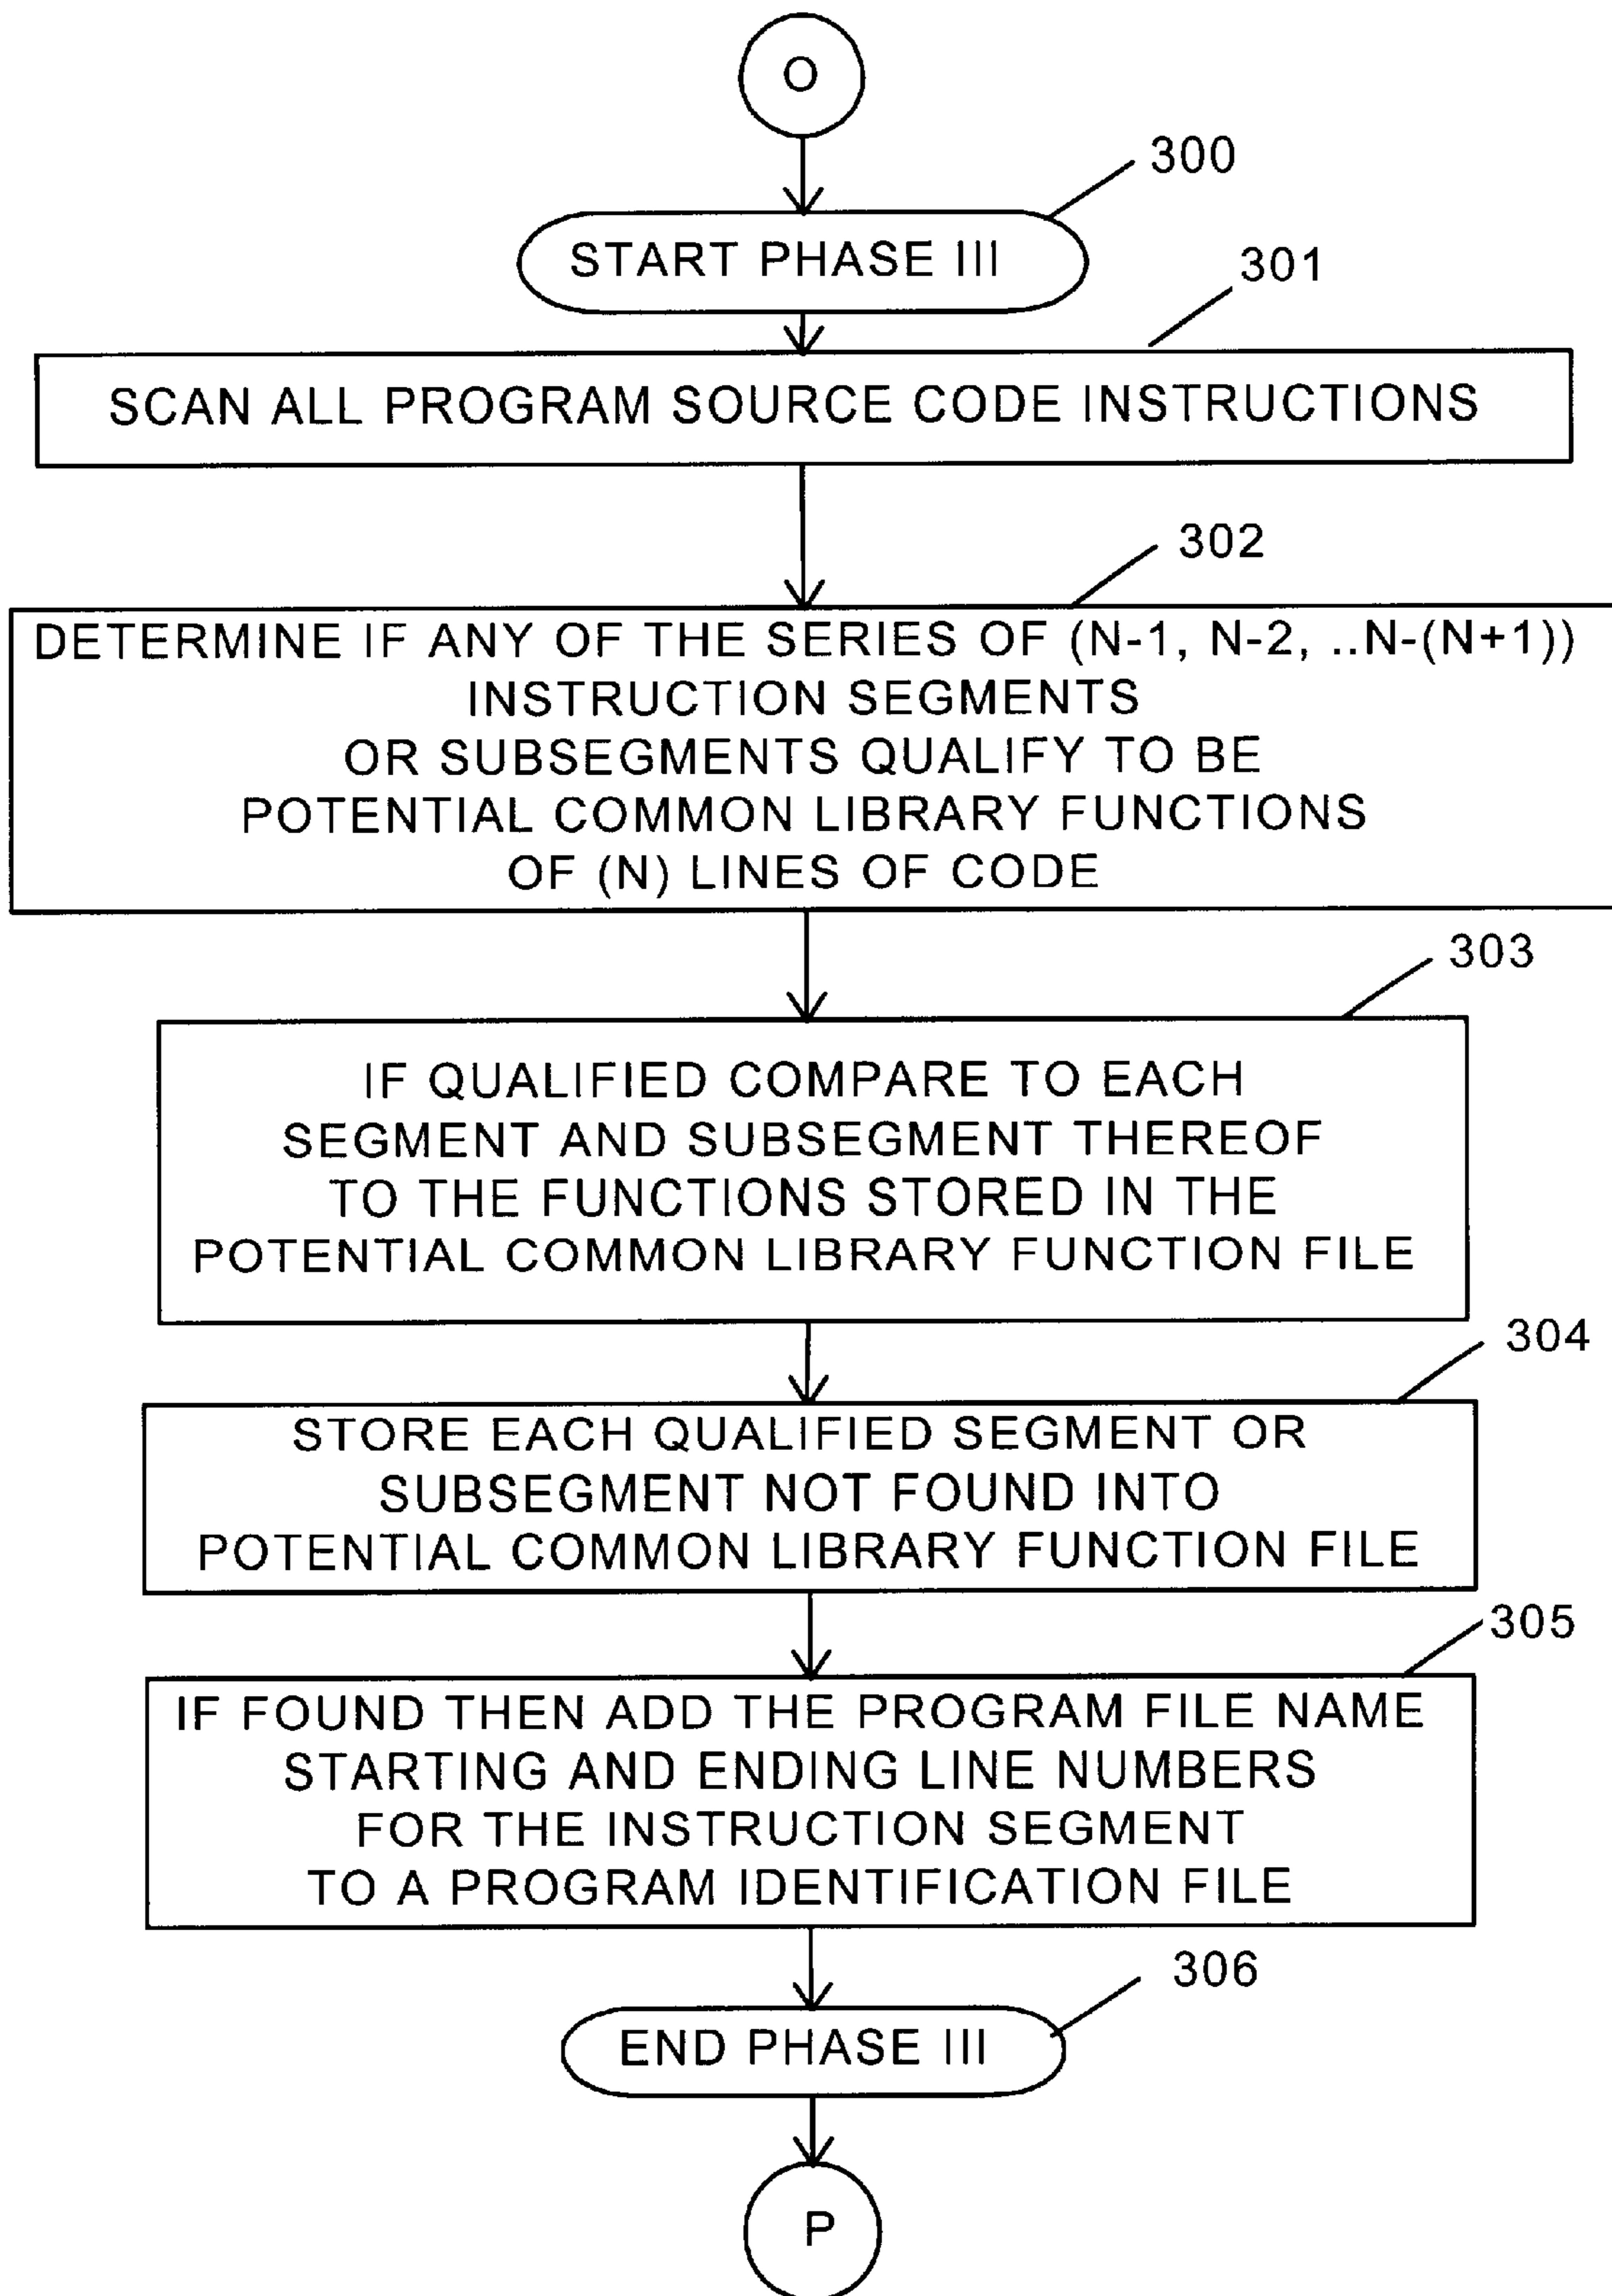 O
300
START PHASE III
301
SCAN ALL PROGRAM SOURCE CODE INSTRUCTIONS
302
DETERMINE IF ANY OF THE SERIES OF (N-1, N-2, ..N-(N+1))
INSTRUCTION SEGMENTS
OR SUBSEGMENTS QUALIFY TO BE
POTENTIAL COMMON LIBRARY FUNCTIONS
OF (N) LINES OF CODE
303
IF QUALIFIED COMPARE TO EACH
SEGMENT AND SUBSEGMENT THEREOF
TO THE FUNCTIONS STORED IN THE
POTENTIAL COMMON LIBRARY FUNCTION FILE
304
STORE EACH QUALIFIED SEGMENT OR
SUBSEGMENT NOT FOUND INTO
POTENTIAL COMMON LIBRARY FUNCTION FILE
305
IF FOUND THEN ADD THE PROGRAM FILE NAME
STARTING AND ENDING LINE NUMBERS
FOR THE INSTRUCTION SEGMENT
TO A PROGRAM IDENTIFICATION FILE
306
END PHASE III
P